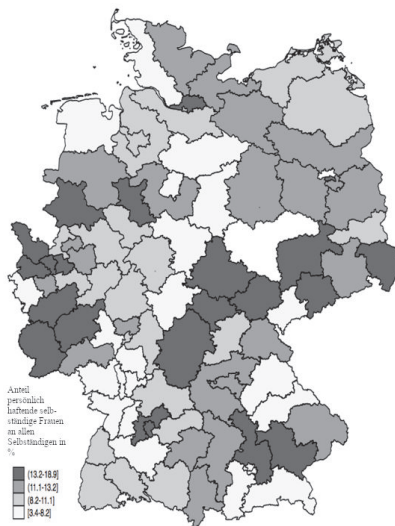 Anteil
persönlich
haftende selb-
ständige Frauen
an allen
Selbständigen in
%
[13.2-18.9]
(11.1-13.2]
(8.2-11.1]
[3.4-8.2]